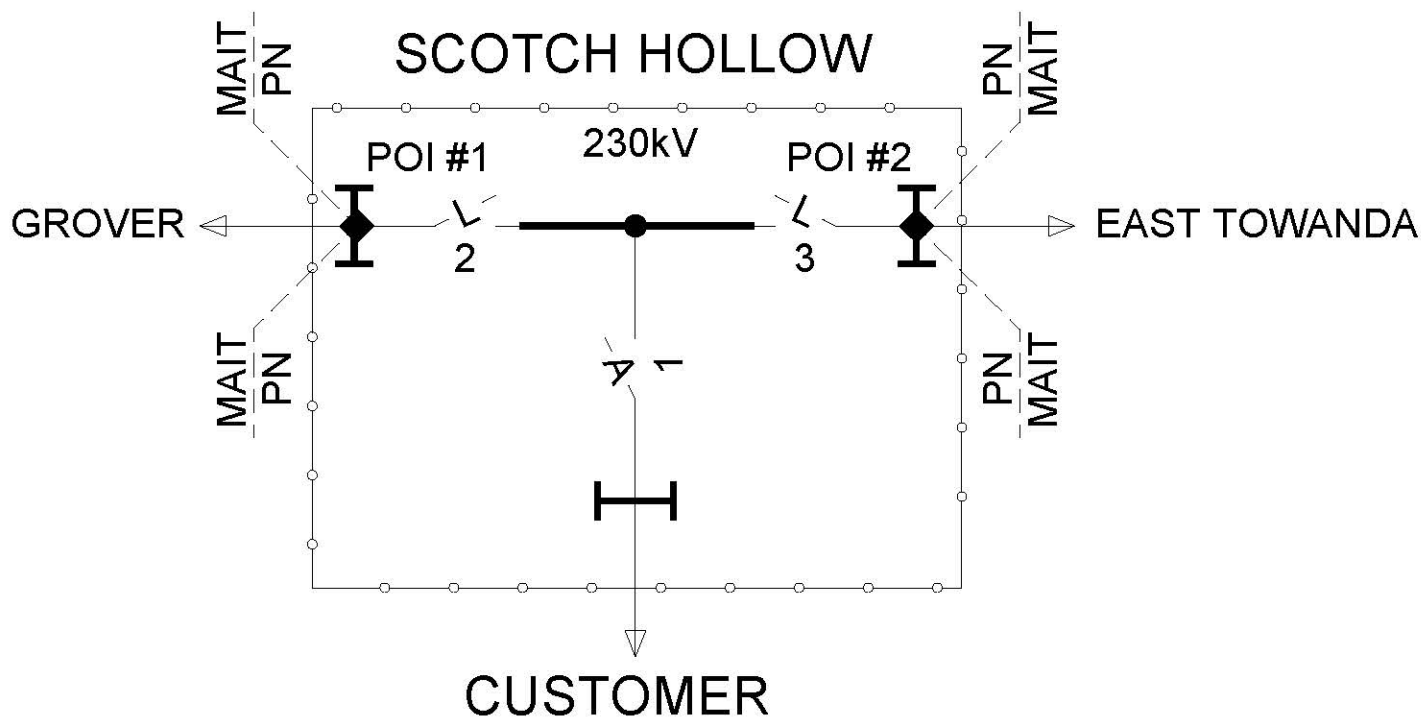 SCOTCH HOLLOW
MAIT
PN
PN
MAIT
230kV
POI #1
POI #2
L
L
GROVER
EAST TOWANDA
2
3
A
1
MAIT
PN
PN
MAIT
CUSTOMER